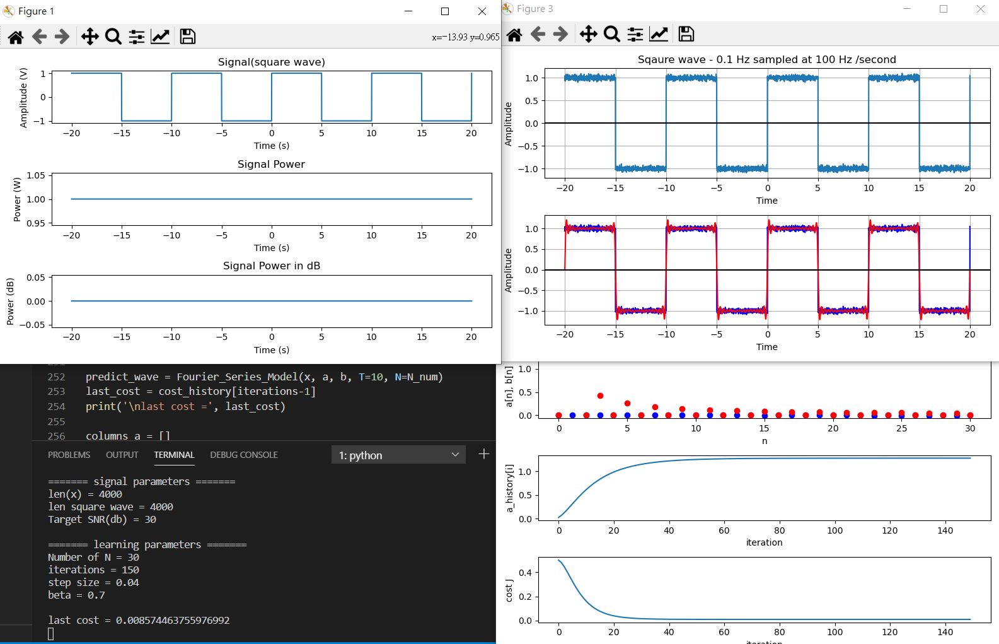 Figure 1
x=-13.93 y=0.965
Signal(square wave)
Amplitude (V)
1
0
−1
−20 −15 −10 −5 0 5 10 15 20
Time (s)
Signal Power
Power (W)
1.05
1.00
0.95
−20 −15 −10 −5 0 5 10 15 20
Time (s)
Signal Power in dB
Power (dB)
0.05
0.00
−0.05
−20 −15 −10 −5 0 5 10 15 20
Time (s)
Figure 3
Sqaure wave - 0.1 Hz sampled at 100 Hz /second
Amplitude
1.0
0.5
0.0
−0.5
−1.0
−20 −15 −10 −5 0 5 10 15 20
Time
Amplitude
1.0
0.5
0.0
−0.5
−1.0
−20 −15 −10 −5 0 5 10 15 20
Time
252 predict_wave = Fourier_Series_Model(x, a, b, T=10, N=N_num)
253 last_cost = cost_history[iterations-1]
254 print('\nlast cost =', last_cost)
255
256 columns_a = []
PROBLEMS OUTPUT TERMINAL DEBUG CONSOLE 1: python
======= signal parameters =======
len(x) = 4000
len square wave = 4000
Target SNR(db) = 30
======= learning parameters =======
Number of N = 30
iterations = 150
step size = 0.04
beta = 0.7
last cost = 0.008574463755976992
a[n], b[n]
1.0
0.5
0.0
0 5 10 15 20 25 30
n
a_history[i]
1.0
0.5
0.0
0 20 40 60 80 100 120 140
iteration
cost J
0.4
0.2
0.0
0 20 40 60 80 100 120 140
iteration